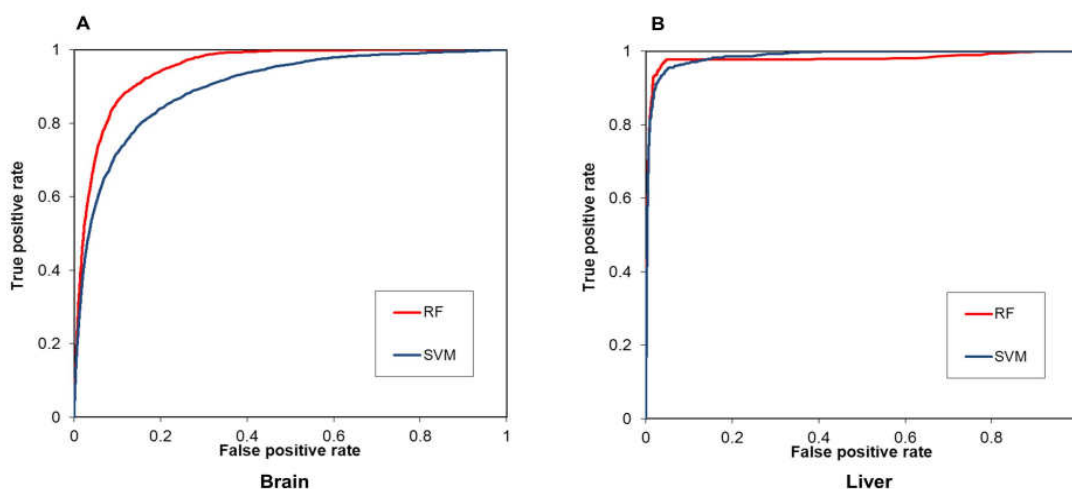 A
True positive rate
1
0.8
0.6
0.4
0.2
0
0 0.2 0.4 0.6 0.8 1
False positive rate
RF
SVM
Brain
B
True positive rate
1
0.8
0.6
0.4
0.2
0
0 0.2 0.4 0.6 0.8
False positive rate
RF
SVM
Liver